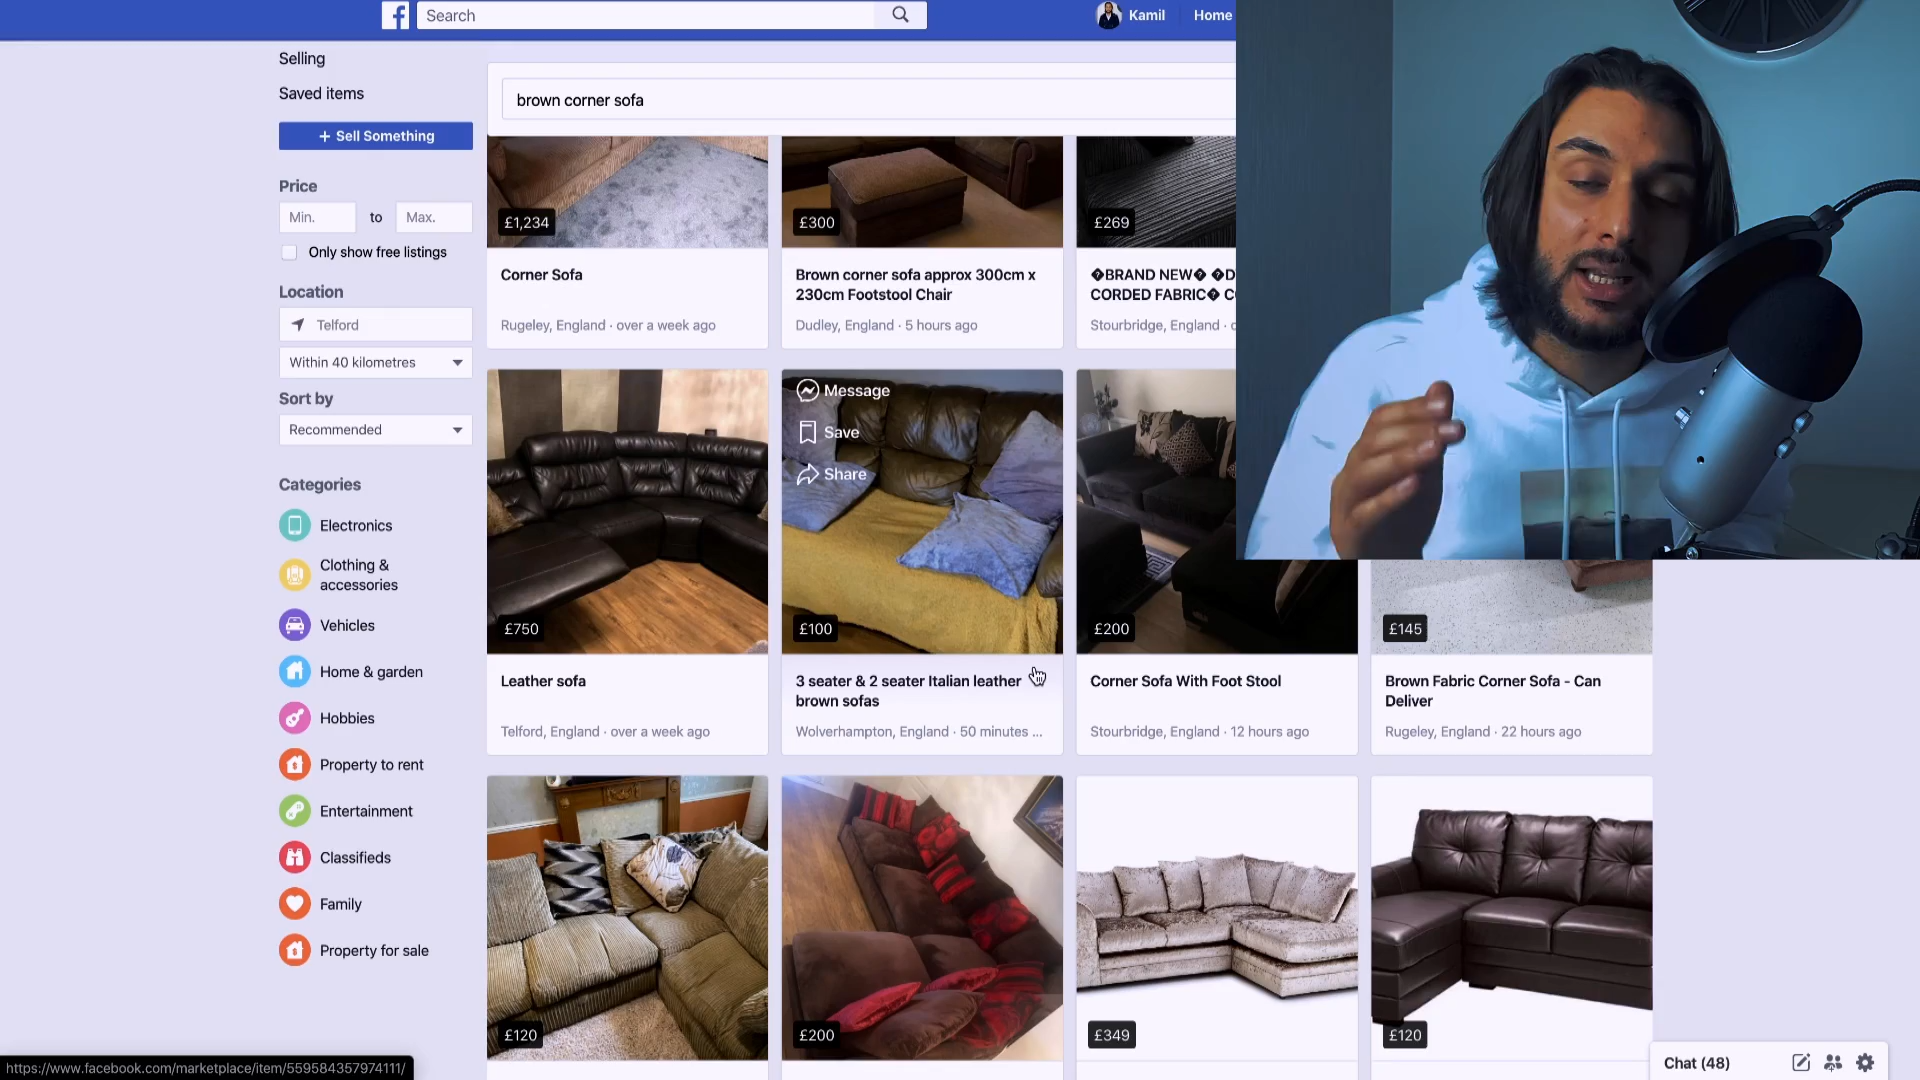 Search
Kamil
Home
Selling
Saved items
+ Sell Something
Price
Min.
to
Max.
Only show free listings
Location
Telford
Within 40 kilometres
Sort by
Recommended
Categories
Electronics
Clothing &
accessories
Vehicles
Home & garden
Hobbies
Property to rent
Entertainment
Classifieds
Family
Property for sale
brown corner sofa
£1,234
Corner Sofa
Rugeley, England · over a week ago
£300
Brown corner sofa approx 300cm x
230cm Footstool Chair
Dudley, England · 5 hours ago
£269
�BRAND NEW� �D
CORDED FABRIC�
Stourbridge, England ·
£750
Leather sofa
Telford, England · over a week ago
Message
Save
Share
£100
3 seater & 2 seater Italian leather
brown sofas
Wolverhampton, England · 50 minutes ...
£200
Corner Sofa With Foot Stool
Stourbridge, England · 12 hours ago
£145
Brown Fabric Corner Sofa - Can
Deliver
Rugeley, England · 22 hours ago
£120
£200
£349
£120
https://www.facebook.com/marketplace/item/559584357974111/
Chat (48)